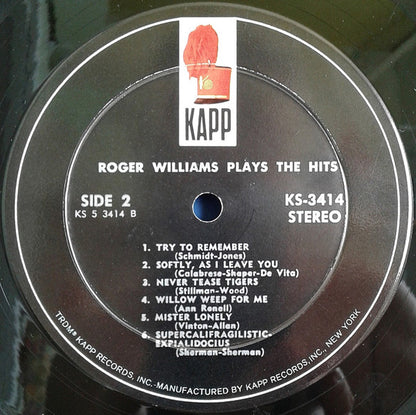 KAPP
ROGER WILLIAMS PLAYS THE HITS
SIDE 2
KS 5 3414 B
KS-3414
STEREO
1. TRY TO REMEMBER
(Schmidt-Jones)
2. SOFTLY, AS I LEAVE YOU
(Calabrese-Shaper-De Vita)
3. NEVER TEASE TIGERS
(Stillman-Wood)
4. WILLOW WEEP FOR ME
(Ann Renell)
5. MISTER LONELY
(Vinton-Allan)
6. SUPERCALIFRAGILISTIC-
EXPIALIDOCIUS
(Sherman-Sherman)
TRDM® KAPP RECORDS, INC.-MANUFACTURED BY KAPP RECORDS, INC., NEW YORK